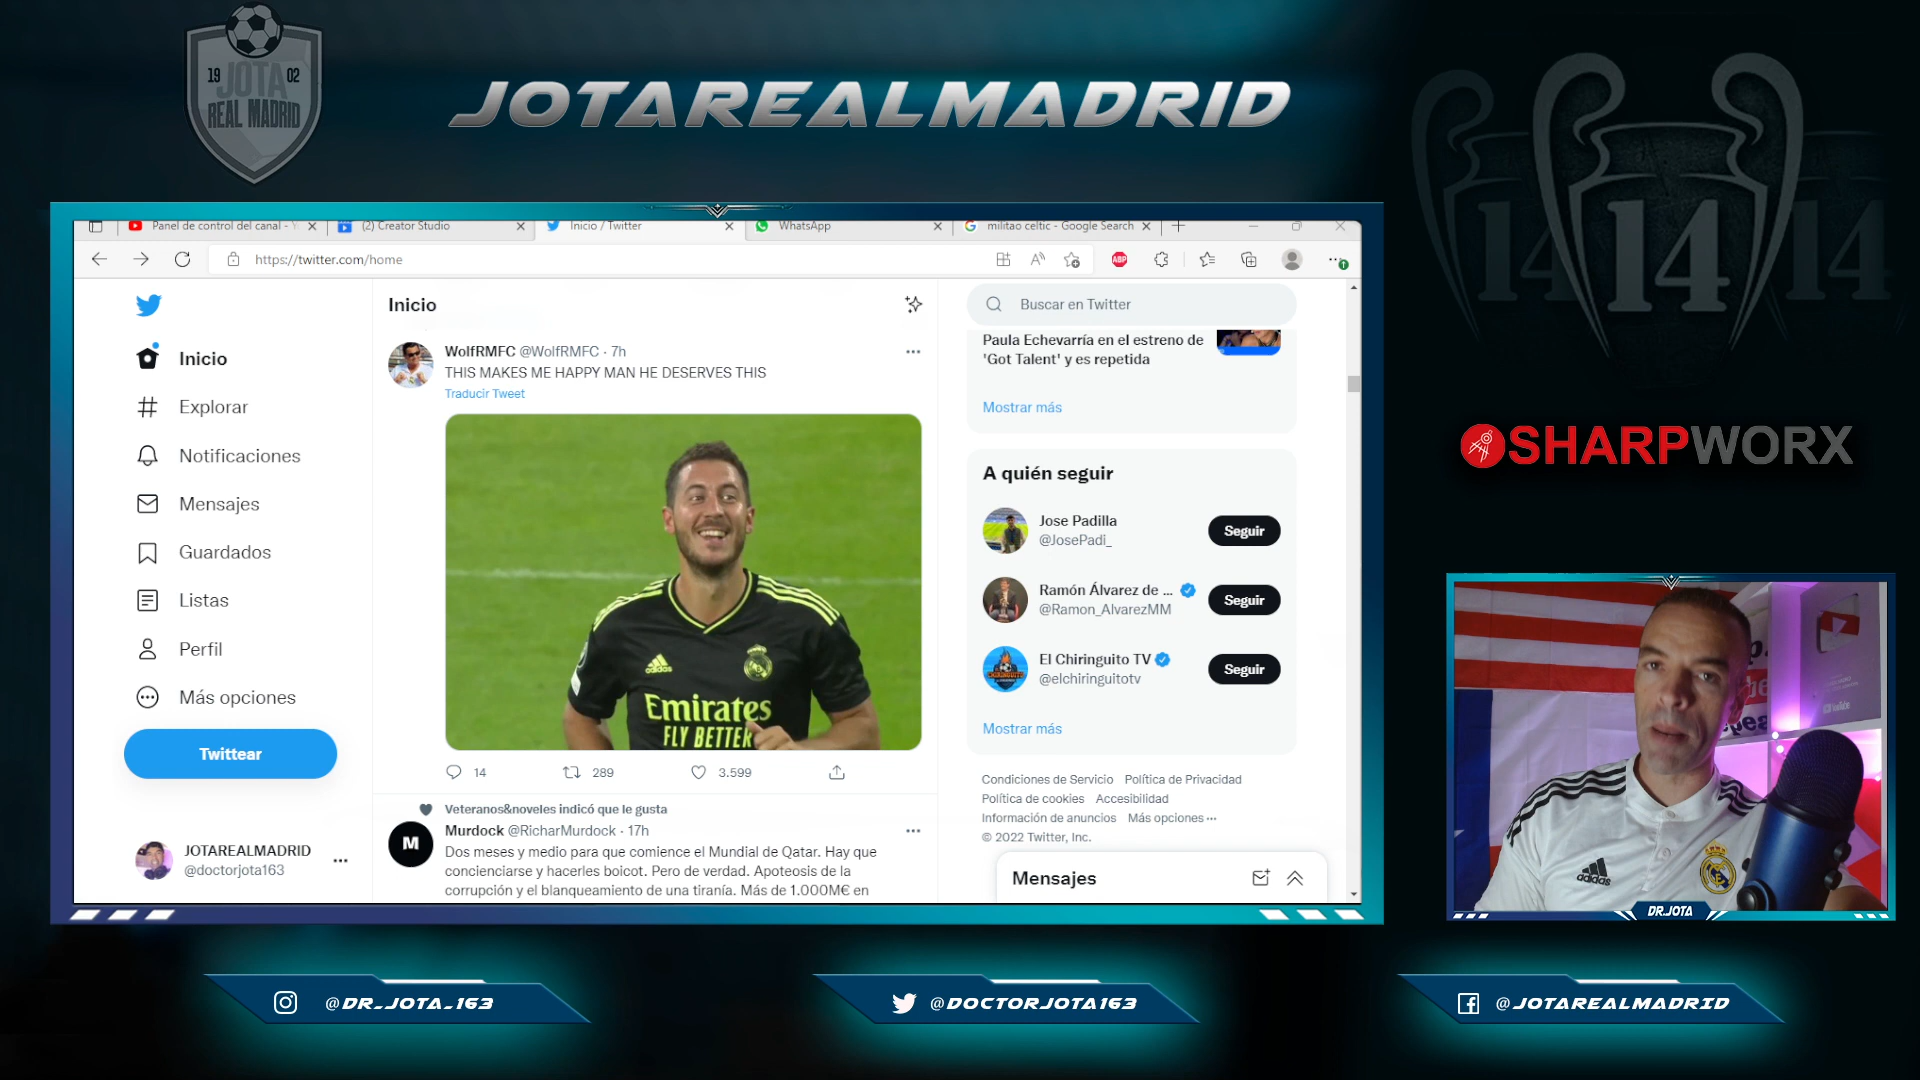 19 JOTA 02
REAL MADRID
JOTAREALMADRID
14 14 14
Panel de control del canal - Y
(2) Creator Studio
Inicio / Twitter
WhatsApp
militao celtic - Google Search
https://twitter.com/home
ABP
Inicio
Explorar
Notificaciones
Mensajes
Guardados
Listas
Perfil
Más opciones
Twittear
JOTAREALMADRID
@doctorjota163
Inicio
WolfRMFC @WolfRMFC · 7h
THIS MAKES ME HAPPY MAN HE DESERVES THIS
Traducir Tweet
adidas
Emirates
FLY BETTER
14 289 3.599
Veteranos&noveles indicó que le gusta
M
Murdock @RicharMurdock · 17h
Dos meses y medio para que comience el Mundial de Qatar. Hay que
concienciarse y hacerles boicot. Pero de verdad. Apoteosis de la
corrupción y el blanqueamiento de una tiranía. Más de 1.000M€ en
Buscar en Twitter
Paula Echevarría en el estreno de
'Got Talent' y es repetida
Mostrar más
A quién seguir
Jose Padilla
@JosePadi_
Seguir
Ramón Álvarez de ...
@Ramon_AlvarezMM
Seguir
El Chiringuito TV
@elchiringuitotv
Seguir
Mostrar más
Condiciones de Servicio Política de Privacidad
Política de cookies Accesibilidad
Información de anuncios Más opciones ···
© 2022 Twitter, Inc.
Mensajes
SHARPWORX
YouTube
adidas
DR.JOTA
@DR_JOTA_163
@DOCTORJOTA163
@JOTAREALMADRID